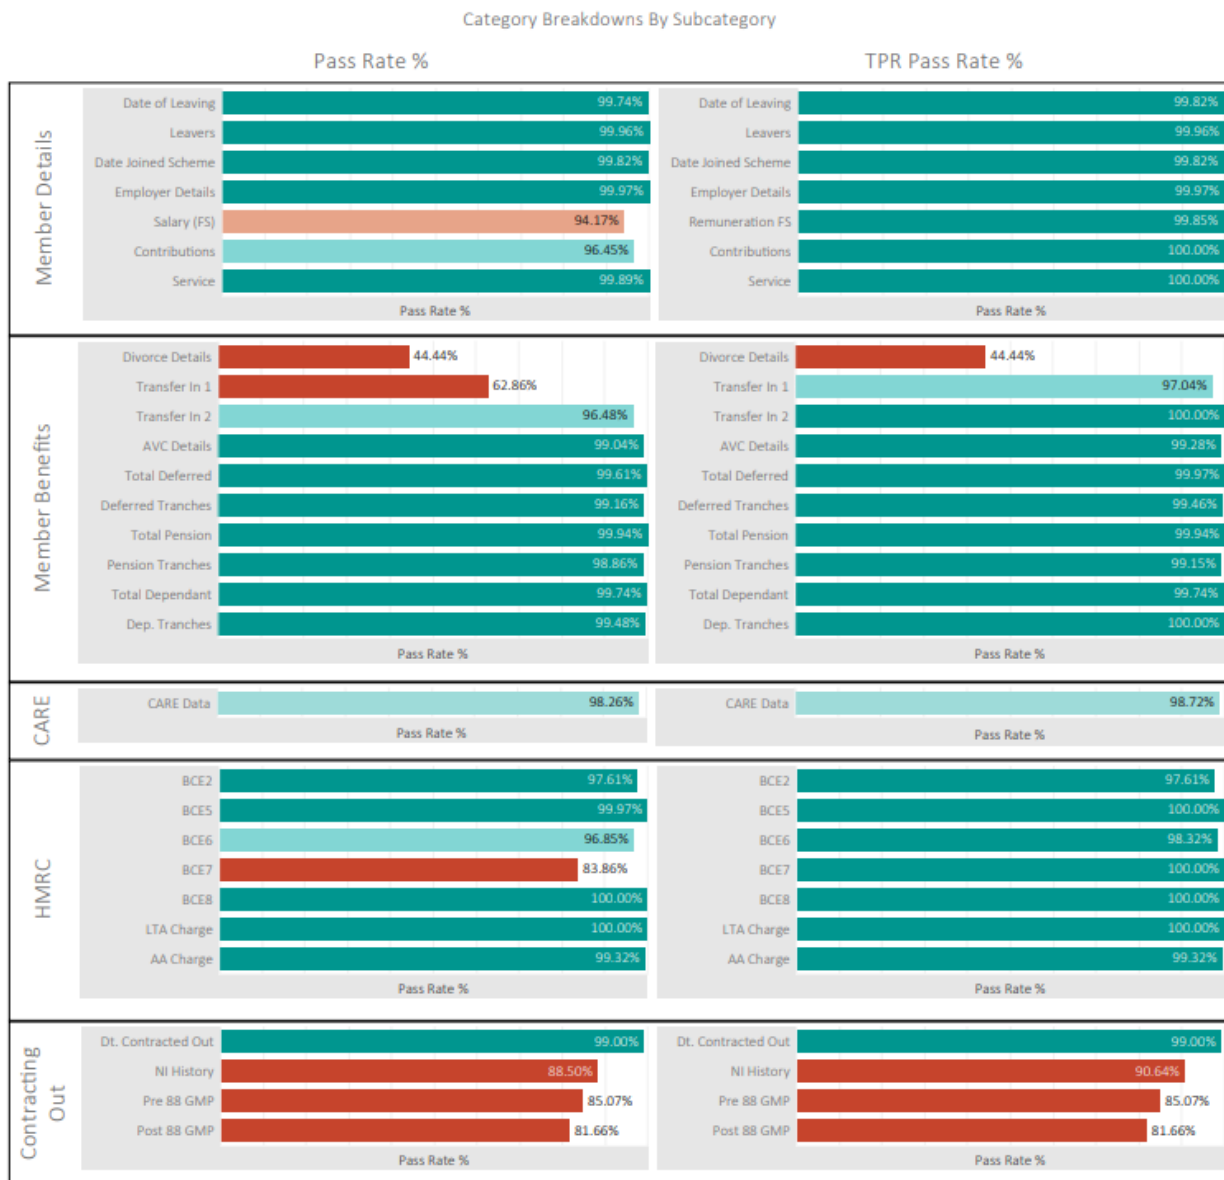 Category Breakdowns By Subcategory
Pass Rate % TPR Pass Rate %
Member Details
Date of Leaving 99.74% Date of Leaving 99.82%
Leavers 99.96% Leavers 99.96%
Date Joined Scheme 99.82% Date Joined Scheme 99.82%
Employer Details 99.97% Employer Details 99.97%
Salary (FS) 94.17% Remuneration FS 99.85%
Contributions 96.45% Contributions 100.00%
Service 99.89% Service 100.00%
Pass Rate % Pass Rate %
Member Benefits
Divorce Details 44.44% Divorce Details 44.44%
Transfer In 1 62.86% Transfer In 1 97.04%
Transfer In 2 96.48% Transfer In 2 100.00%
AVC Details 99.04% AVC Details 99.28%
Total Deferred 99.61% Total Deferred 99.97%
Deferred Tranches 99.16% Deferred Tranches 99.46%
Total Pension 99.94% Total Pension 99.94%
Pension Tranches 98.86% Pension Tranches 99.15%
Total Dependant 99.74% Total Dependant 99.74%
Dep. Tranches 99.48% Dep. Tranches 100.00%
Pass Rate % Pass Rate %
CARE
CARE Data 98.26% CARE Data 98.72%
Pass Rate % Pass Rate %
HMRC
BCE2 97.61% BCE2 97.61%
BCE5 99.97% BCE5 100.00%
BCE6 96.85% BCE6 98.32%
BCE7 83.86% BCE7 100.00%
BCE8 100.00% BCE8 100.00%
LTA Charge 100.00% LTA Charge 100.00%
AA Charge 99.32% AA Charge 99.32%
Pass Rate % Pass Rate %
Contracting
Out
Dt. Contracted Out 99.00% Dt. Contracted Out 99.00%
NI History 88.50% NI History 90.64%
Pre 88 GMP 85.07% Pre 88 GMP 85.07%
Post 88 GMP 81.66% Post 88 GMP 81.66%
Pass Rate % Pass Rate %